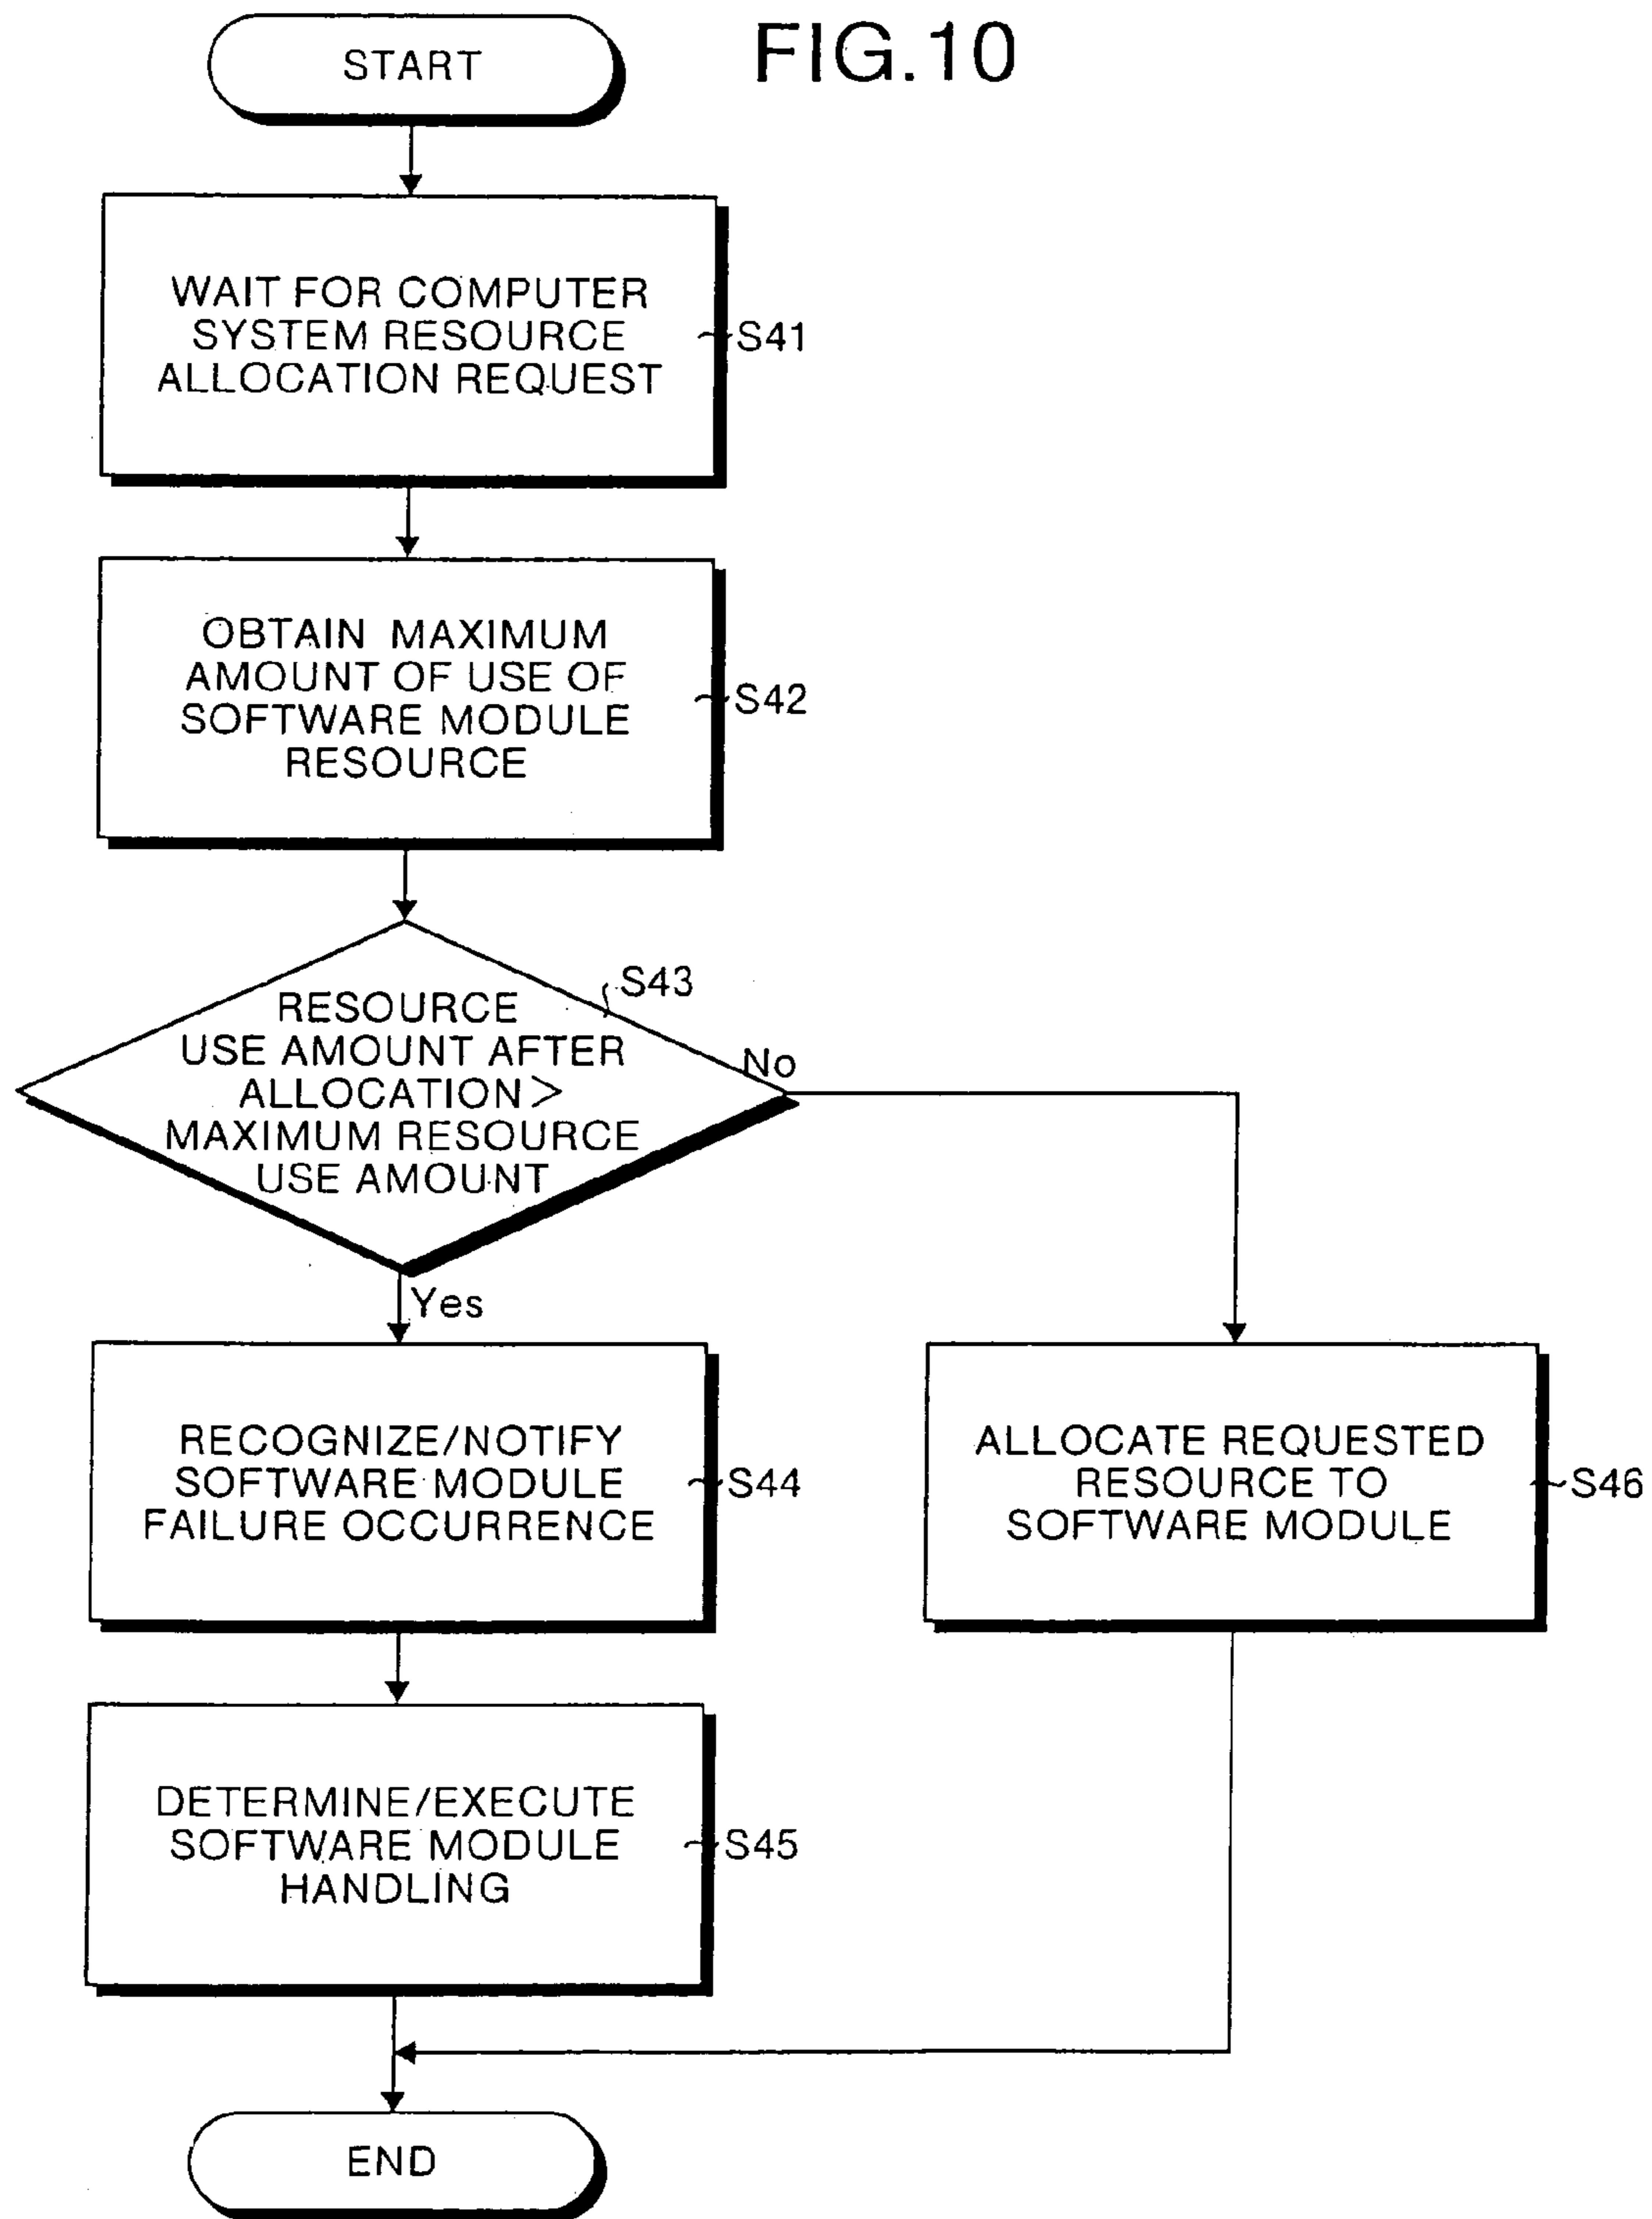 FIG.10
START
WAIT FOR COMPUTER
SYSTEM RESOURCE
ALLOCATION REQUEST
S41
OBTAIN MAXIMUM
AMOUNT OF USE OF
SOFTWARE MODULE
RESOURCE
S42
S43
RESOURCE
USE AMOUNT AFTER
ALLOCATION>
MAXIMUM RESOURCE
USE AMOUNT
No
Yes
RECOGNIZE/NOTIFY
SOFTWARE MODULE
FAILURE OCCURRENCE
S44
ALLOCATE REQUESTED
RESOURCE TO
SOFTWARE MODULE
S46
DETERMINE/EXECUTE
SOFTWARE MODULE
HANDLING
S45
END